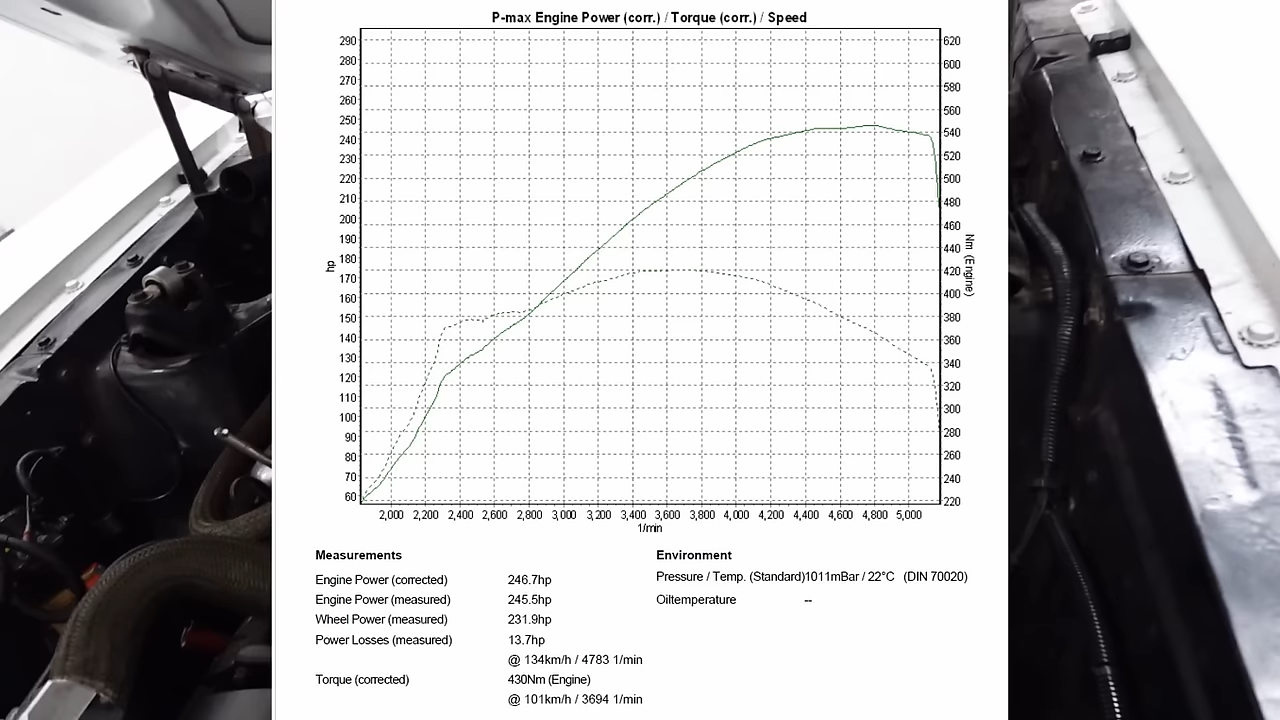 P-max Engine Power (corr.) / Torque (corr.) / Speed
290 620
280 600
270 580
260 560
250 540
240 520
230 500
220 480
210 460
200 440
190 420
180 400
170 380
160 360
150 340
140 320
130 300
120 280
110 260
100 240
90 220
80
70
60
hp
Nm (Engine)
2,000 2,200 2,400 2,600 2,800 3,000 3,200 3,400 3,600 3,800 4,000 4,200 4,400 4,600 4,800 5,000
1/min
Measurements
Engine Power (corrected) 246.7hp
Engine Power (measured) 245.5hp
Wheel Power (measured) 231.9hp
Power Losses (measured) 13.7hp
@ 134km/h / 4783 1/min
Torque (corrected) 430Nm (Engine)
@ 101km/h / 3694 1/min
Environment
Pressure / Temp. (Standard)1011mBar / 22°C (DIN 70020)
Oiltemperature --